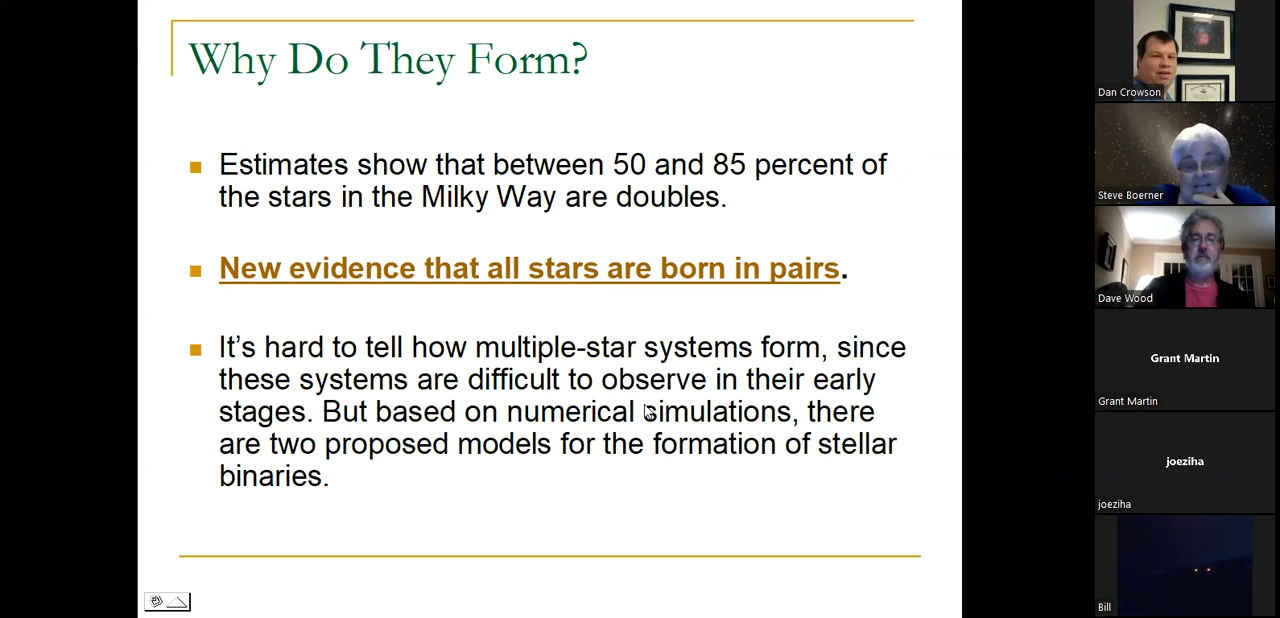 Why Do They Form?
Estimates show that between 50 and 85 percent of
the stars in the Milky Way are doubles.
New evidence that all stars are born in pairs.
It’s hard to tell how multiple-star systems form, since
these systems are difficult to observe in their early
stages. But based on numerical simulations, there
are two proposed models for the formation of stellar
binaries.
Dan Crowson
Steve Boerner
Dave Wood
Grant Martin
Grant Martin
joeziha
joeziha
Bill